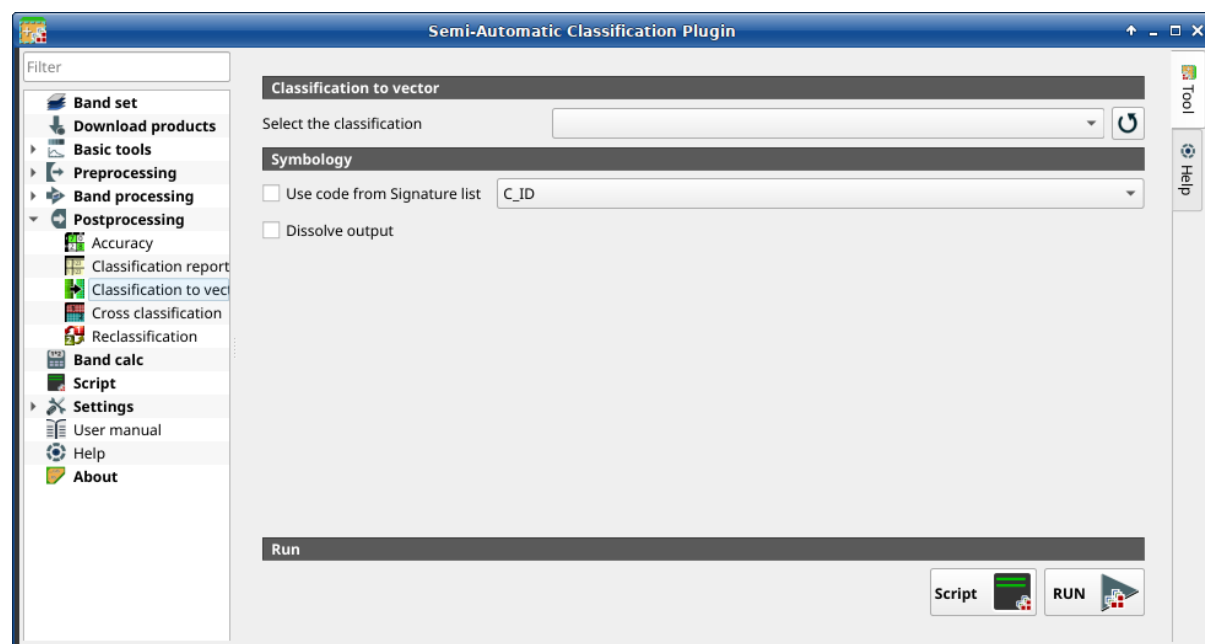 Semi-Automatic Classification Plugin
Filter
Band set
Download products
Basic tools
Preprocessing
Band processing
Postprocessing
Accuracy
Classification report
Classification to vect
Cross classification
Reclassification
Band calc
Script
Settings
User manual
Help
About
Classification to vector
Select the classification
Symbology
Use code from Signature list C_ID
Dissolve output
Run
Script RUN
Tool
Help